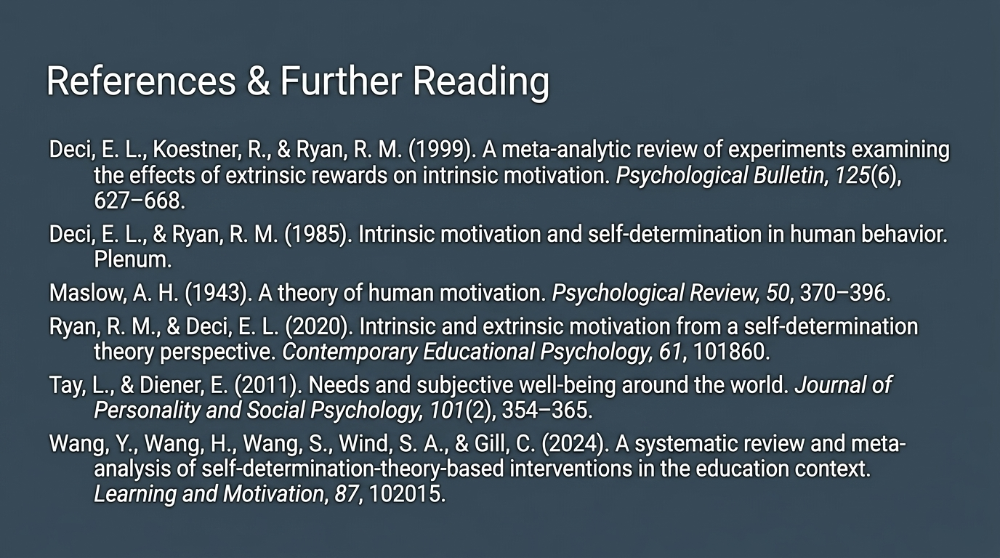 References & Further Reading
Deci, E. L., Koestner, R., & Ryan, R. M. (1999). A meta-analytic review of experiments examining
the effects of extrinsic rewards on intrinsic motivation. Psychological Bulletin, 125(6),
627–668.
Deci, E. L., & Ryan, R. M. (1985). Intrinsic motivation and self-determination in human behavior.
Plenum.
Maslow, A. H. (1943). A theory of human motivation. Psychological Review, 50, 370–396.
Ryan, R. M., & Deci, E. L. (2020). Intrinsic and extrinsic motivation from a self-determination
theory perspective. Contemporary Educational Psychology, 61, 101860.
Tay, L., & Diener, E. (2011). Needs and subjective well-being around the world. Journal of
Personality and Social Psychology, 101(2), 354–365.
Wang, Y., Wang, H., Wang, S., Wind, S. A., & Gill, C. (2024). A systematic review and meta-
analysis of self-determination-theory-based interventions in the education context.
Learning and Motivation, 87, 102015.